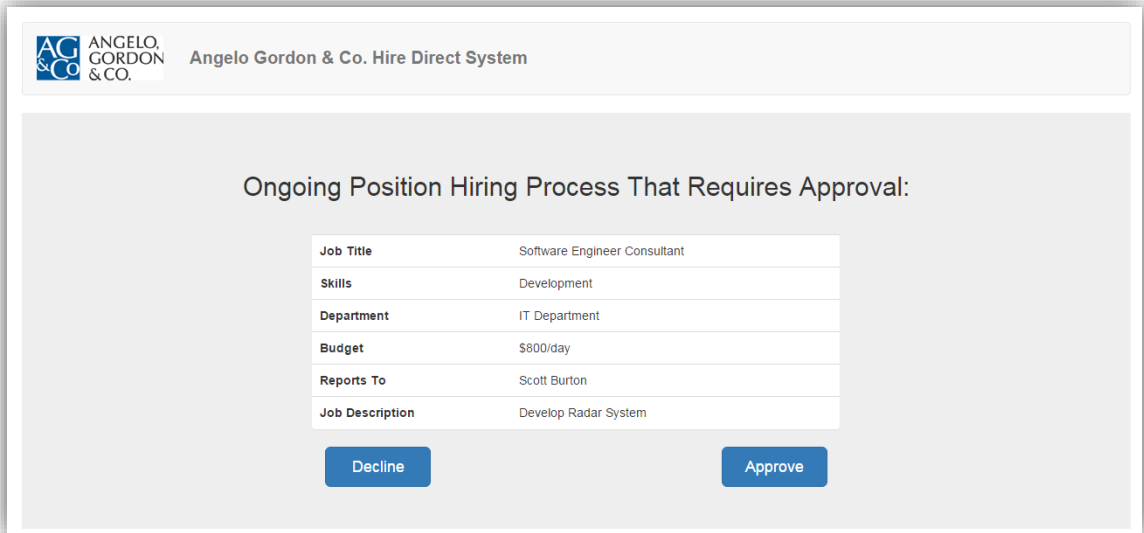 AG
&Co
ANGELO,
GORDON
& CO.
Angelo Gordon & Co. Hire Direct System
Ongoing Position Hiring Process That Requires Approval:
Job Title Software Engineer Consultant
Skills Development
Department IT Department
Budget $800/day
Reports To Scott Burton
Job Description Develop Radar System
Decline Approve